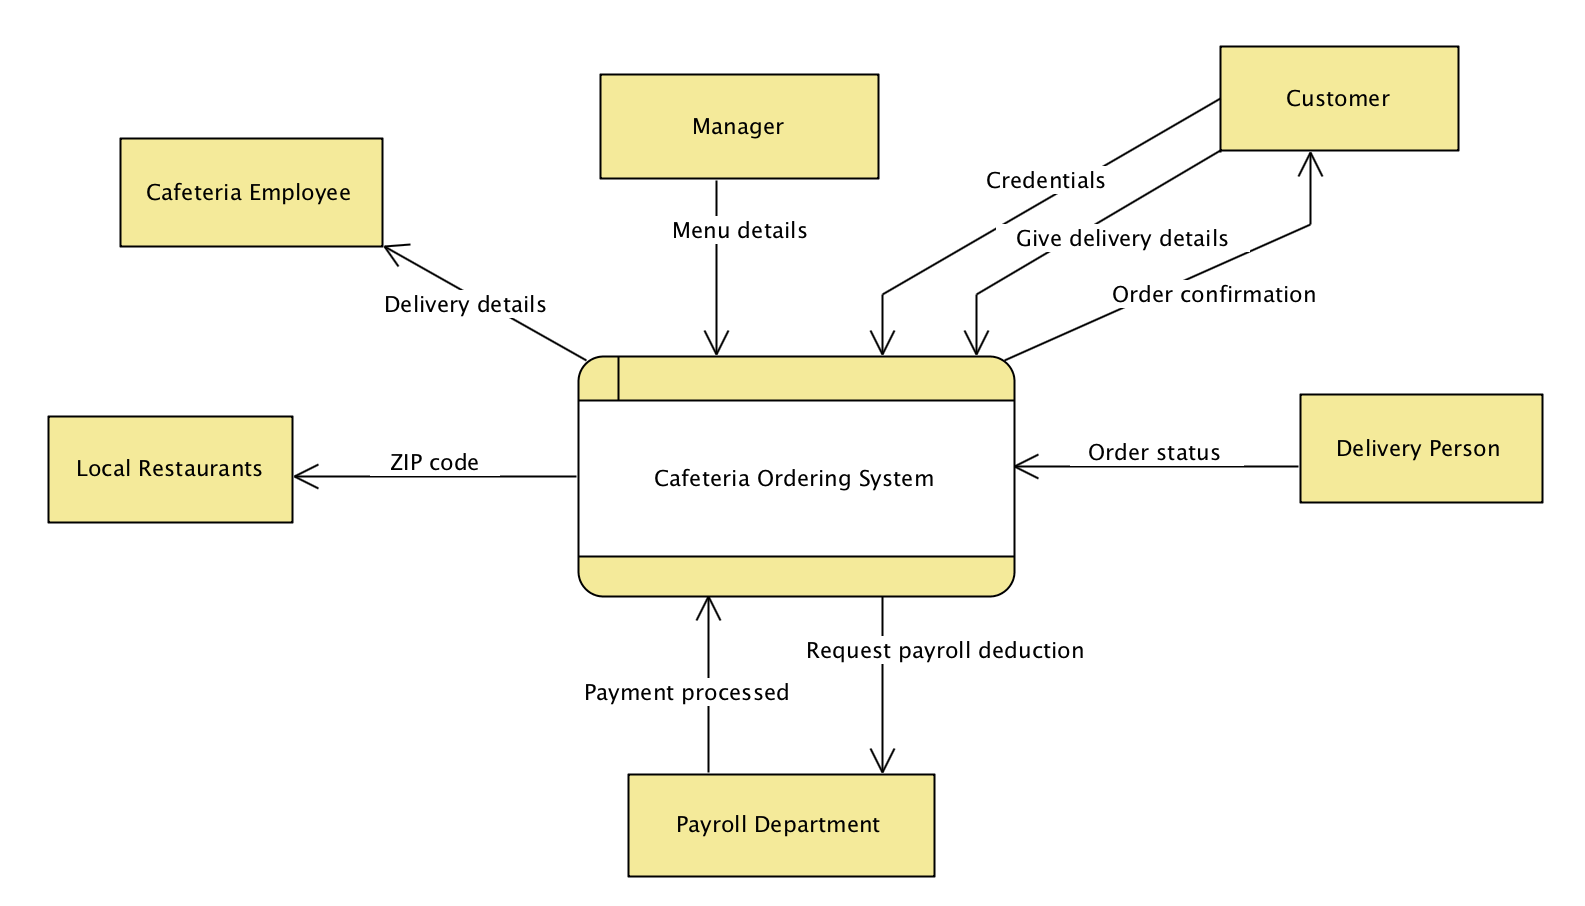 Customer
Manager
Cafeteria Employee
Credentials
Menu details
Give delivery details
Delivery details
Order confirmation
Local Restaurants
ZIP code
Cafeteria Ordering System
Order status
Delivery Person
Request payroll deduction
Payment processed
Payroll Department